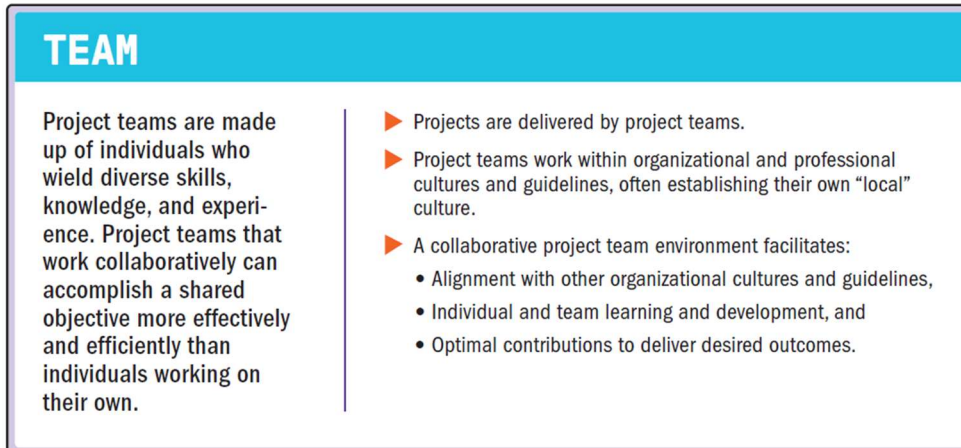 TEAM
Project teams are made
up of individuals who
wield diverse skills,
knowledge, and experi-
ence. Project teams that
work collaboratively can
accomplish a shared
objective more effectively
and efficiently than
individuals working on
their own.
▶ Projects are delivered by project teams.
▶ Project teams work within organizational and professional
cultures and guidelines, often establishing their own “local”
culture.
▶ A collaborative project team environment facilitates:
• Alignment with other organizational cultures and guidelines,
• Individual and team learning and development, and
• Optimal contributions to deliver desired outcomes.